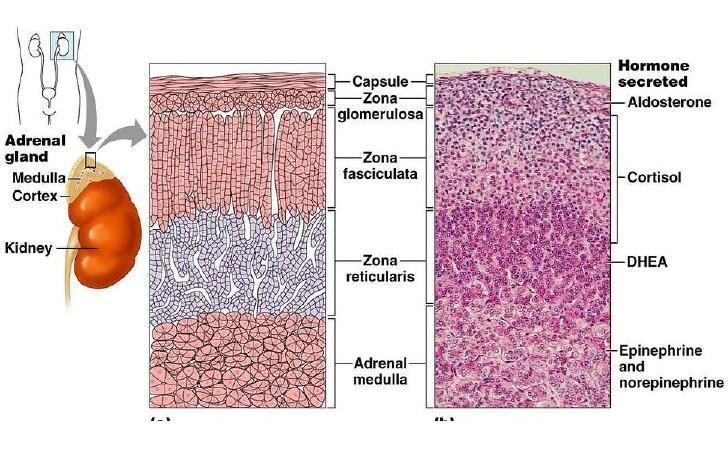 Adrenal
gland
Medulla
Cortex
Kidney
Capsule
Zona
glomerulosa
Zona
fasciculata
Zona
reticularis
Adrenal
medulla
Hormone
secreted
Aldosterone
Cortisol
DHEA
Epinephrine
and
norepinephrine